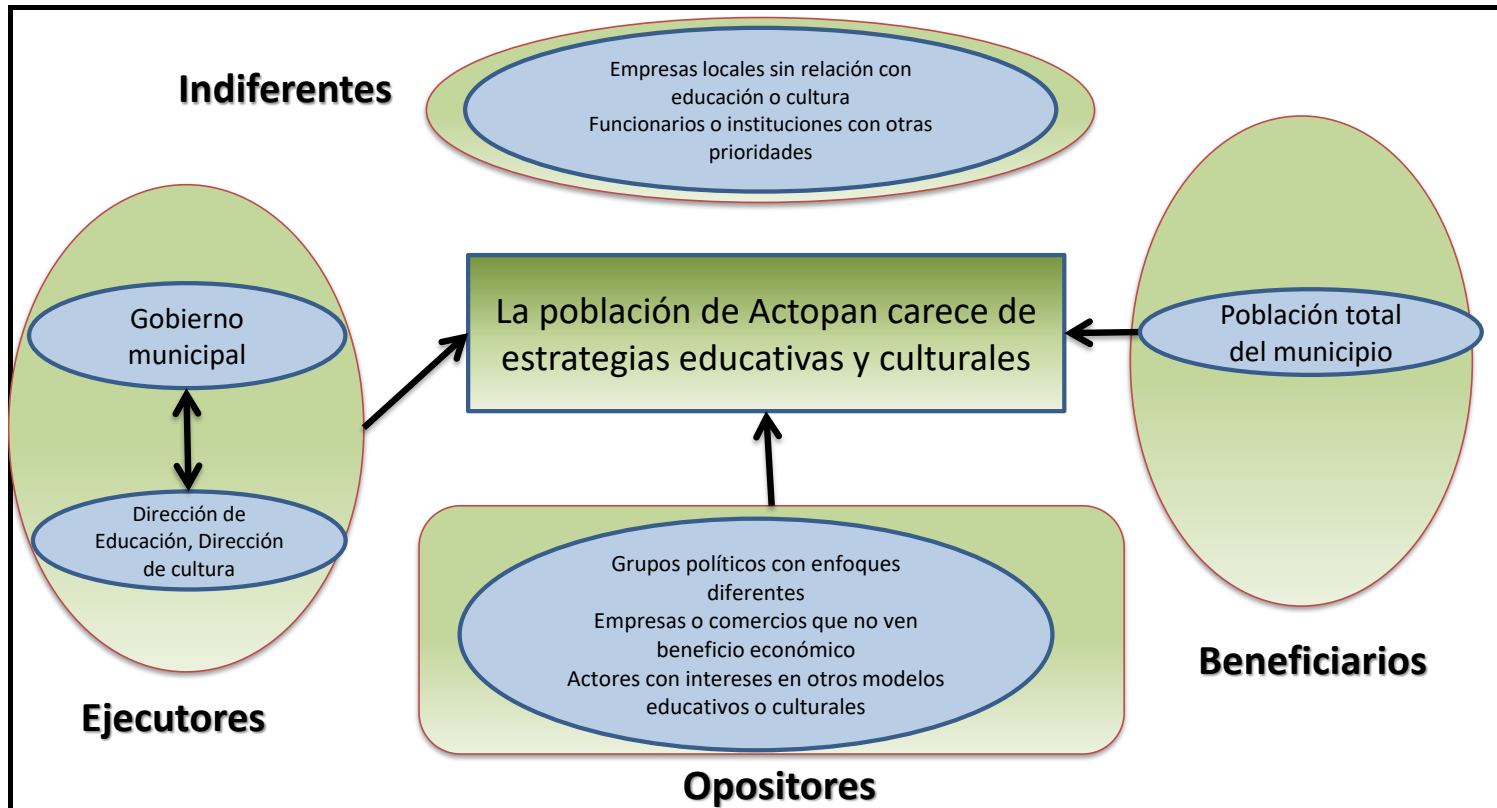 Indiferentes
Empresas locales sin relación con
educación o cultura
Funcionarios o instituciones con otras
prioridades
Gobierno
municipal
Dirección de
Educación, Dirección
de cultura
Ejecutores
La población de Actopan carece de
estrategias educativas y culturales
Población total
del municipio
Beneficiarios
Grupos políticos con enfoques
diferentes
Empresas o comercios que no ven
beneficio económico
Actores con intereses en otros modelos
educativos o culturales
Opositores